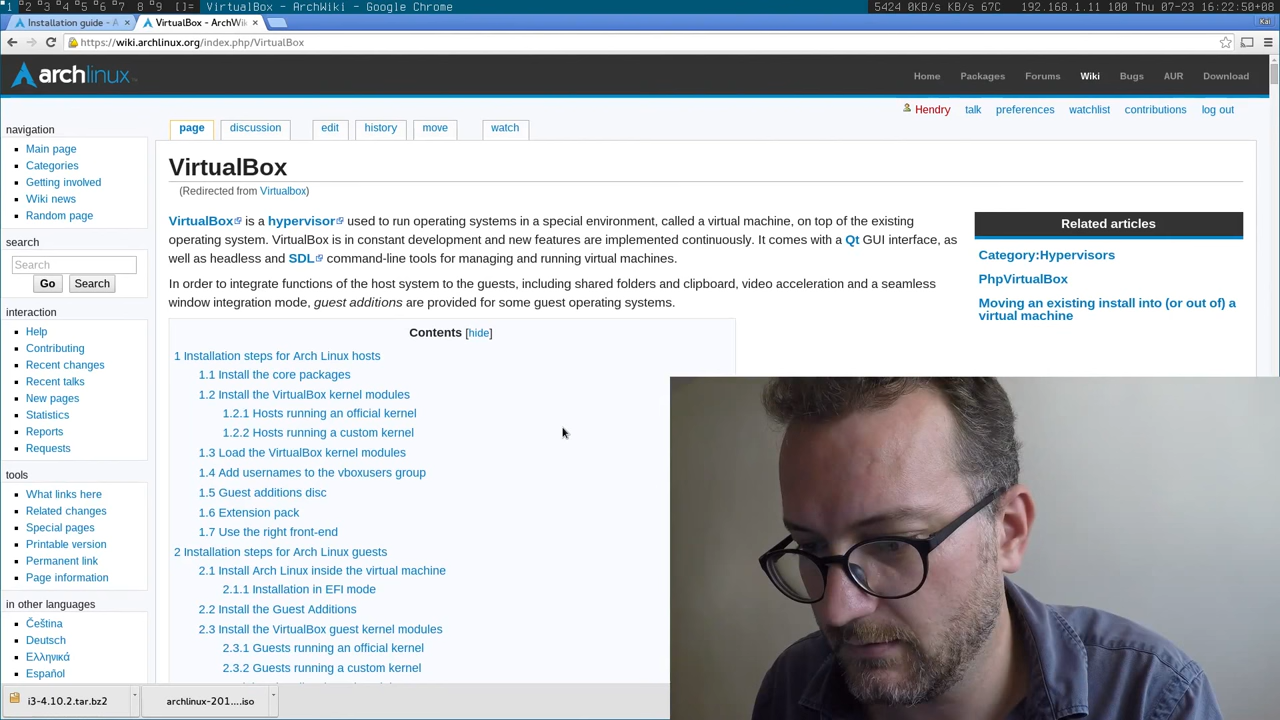 1 2 3 4 5 6 7 8 9 [] VirtualBox - ArchWiki - Google Chrome 5424 0KB/s KB/s 67C 192.168.1.11 100 Thu 07-23 16:22:50+08
Installation guide - A
VirtualBox - ArchWiki
Kai
https://wiki.archlinux.org/index.php/VirtualBox
archlinux
Home Packages Forums Wiki Bugs AUR Download
Hendry talk preferences watchlist contributions log out
page discussion edit history move watch
navigation
Main page
Categories
Getting involved
Wiki news
Random page
search
Search
Go Search
interaction
Help
Contributing
Recent changes
Recent talks
New pages
Statistics
Reports
Requests
tools
What links here
Related changes
Special pages
Printable version
Permanent link
Page information
in other languages
Česky
Deutsch
Ελληνικά
Español
VirtualBox
(Redirected from Virtualbox)
VirtualBox is a hypervisor used to run operating systems in a special environment, called a virtual machine, on top of the existing
operating system. VirtualBox is in constant development and new features are implemented continuously. It comes with a Qt GUI interface, as
well as headless and SDL command-line tools for managing and running virtual machines.
In order to integrate functions of the host system to the guests, including shared folders and clipboard, video acceleration and a seamless
window integration mode, guest additions are provided for some guest operating systems.
Related articles
Category:Hypervisors
PhpVirtualBox
Moving an existing install into (or out of) a
virtual machine
Contents [hide]
1 Installation steps for Arch Linux hosts
1.1 Install the core packages
1.2 Install the VirtualBox kernel modules
1.2.1 Hosts running an official kernel
1.2.2 Hosts running a custom kernel
1.3 Load the VirtualBox kernel modules
1.4 Add usernames to the vboxusers group
1.5 Guest additions disc
1.6 Extension pack
1.7 Use the right front-end
2 Installation steps for Arch Linux guests
2.1 Install Arch Linux inside the virtual machine
2.1.1 Installation in EFI mode
2.2 Install the Guest Additions
2.3 Install the VirtualBox guest kernel modules
2.3.1 Guests running an official kernel
2.3.2 Guests running a custom kernel
i3-4.10.2.tar.bz2
archlinux-201....iso